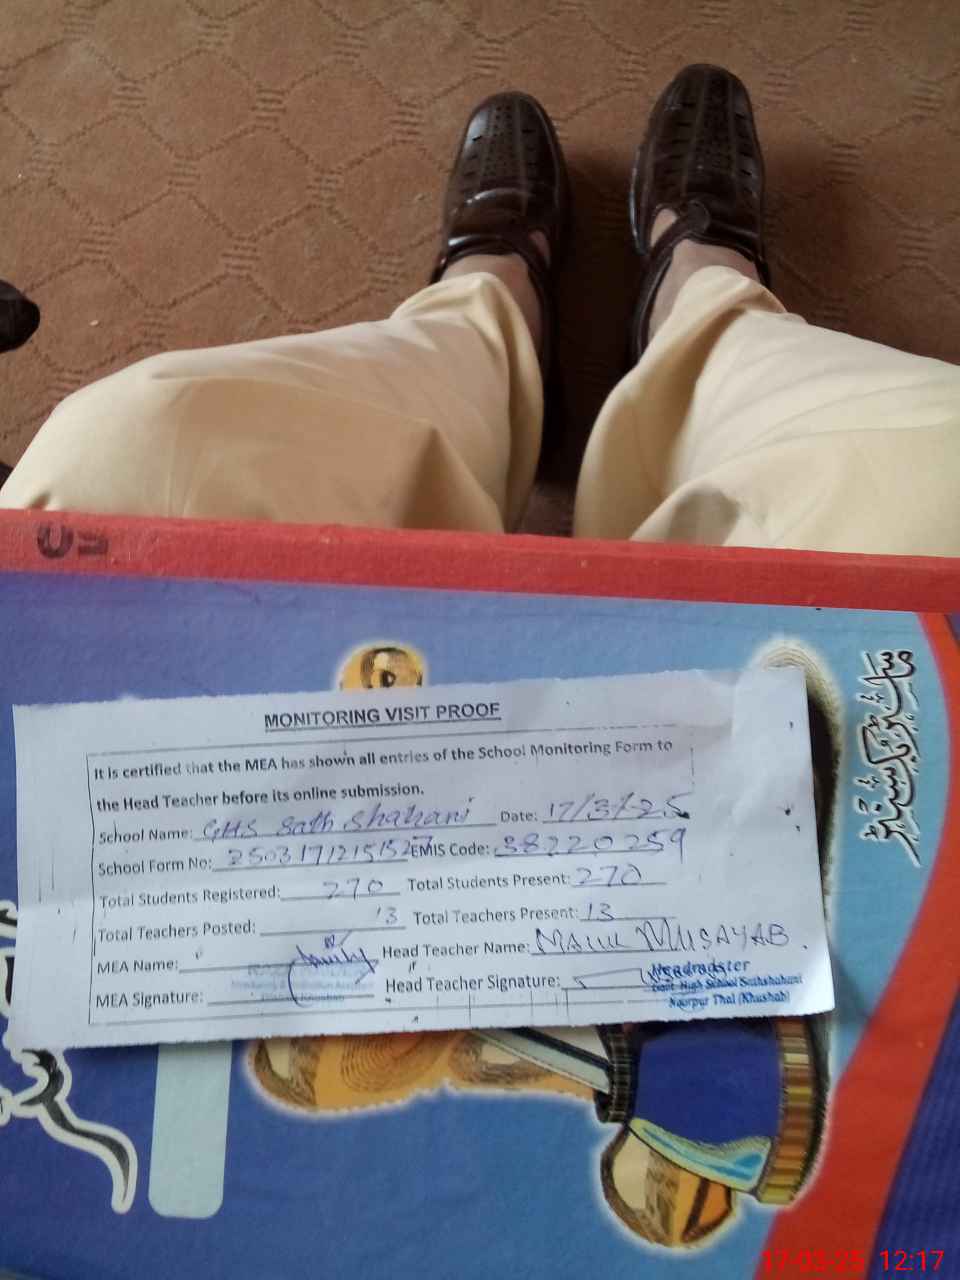 MONITORING VISIT PROOF
It is certified that the MEA has shown all entries of the School Monitoring Form to
the Head Teacher before its online submission.
School Name: GHS Sath Shahani Date: 17/3/25
School Form No: EMIS Code: 38220259
Total Students Registered: 270 Total Students Present: 270
Total Teachers Posted: 13 Total Teachers Present: 13
MEA Name: Head Teacher Name: MALIK MUSAYAB.
MEA Signature: Head Teacher Signature:
Headmaster
Govt. High School Sathshahani
Noorpur Thal (Khushab)
17-03-25 12:17